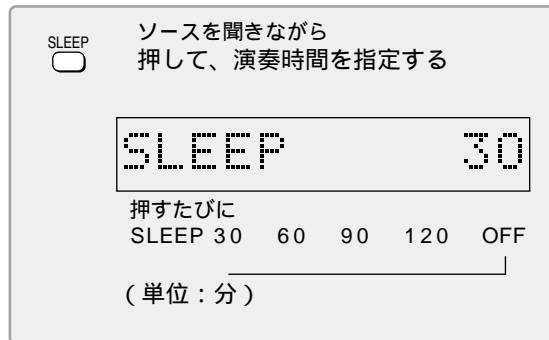 SLEEP
ソースを聞きながら
押して、演奏時間を指定する
SLEEP 30
押すたびに
SLEEP 30 60 90 120 OFF
(単位:分)